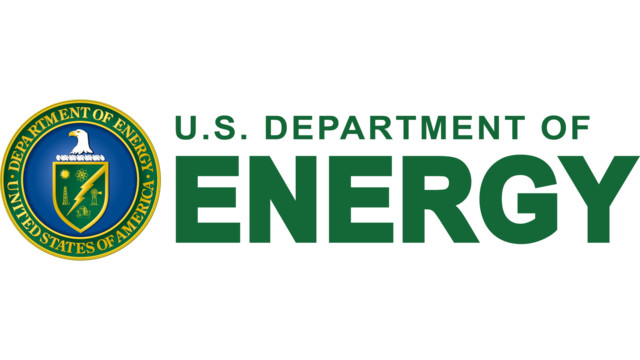 DEPARTMENT OF ENERGY
UNITED STATES OF AMERICA
U.S. DEPARTMENT OF
ENERGY